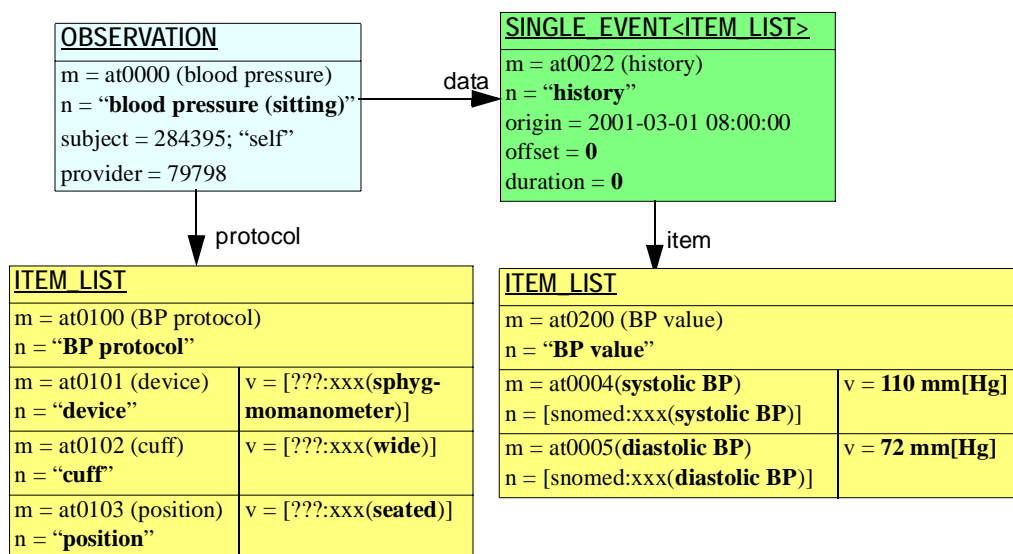 OBSERVATION
m = at0000 (blood pressure)
n = “blood pressure (sitting)”
subject = 284395; “self”
provider = 79798
data
SINGLE_EVENT<ITEM_LIST>
m = at0022 (history)
n = “history”
origin = 2001-03-01 08:00:00
offset = 0
duration = 0
protocol
item
ITEM_LIST
m = at0100 (BP protocol)
n = “BP protocol”
m = at0101 (device)
n = “device”
v = [???:xxx(sphyg-
momanometer)]
m = at0102 (cuff)
n = “cuff”
v = [???:xxx(wide)]
m = at0103 (position)
n = “position”
v = [???:xxx(seated)]
ITEM_LIST
m = at0200 (BP value)
n = “BP value”
m = at0004(systolic BP)
n = [snomed:xxx(systolic BP)]
v = 110 mm[Hg]
m = at0005(diastolic BP)
n = [snomed:xxx(diastolic BP)]
v = 72 mm[Hg]